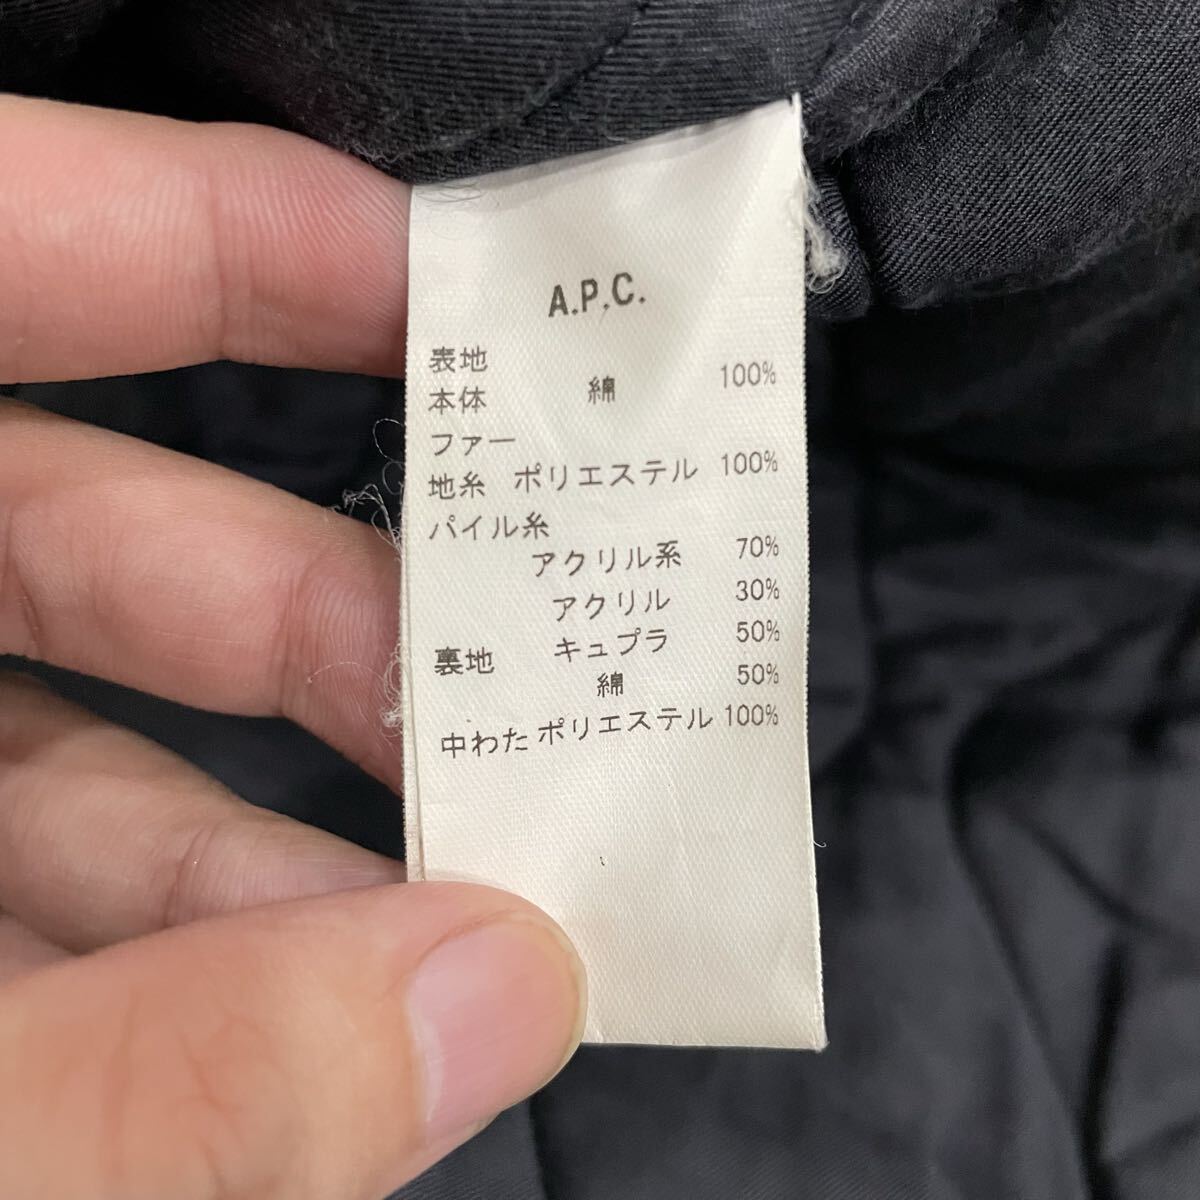 A.P.C.
表地
本体 綿 100%
ファー
地糸 ポリエステル 100%
パイル糸
アクリル系 70%
アクリル 30%
裏地 キュプラ 50%
綿 50%
中わた ポリエステル 100%